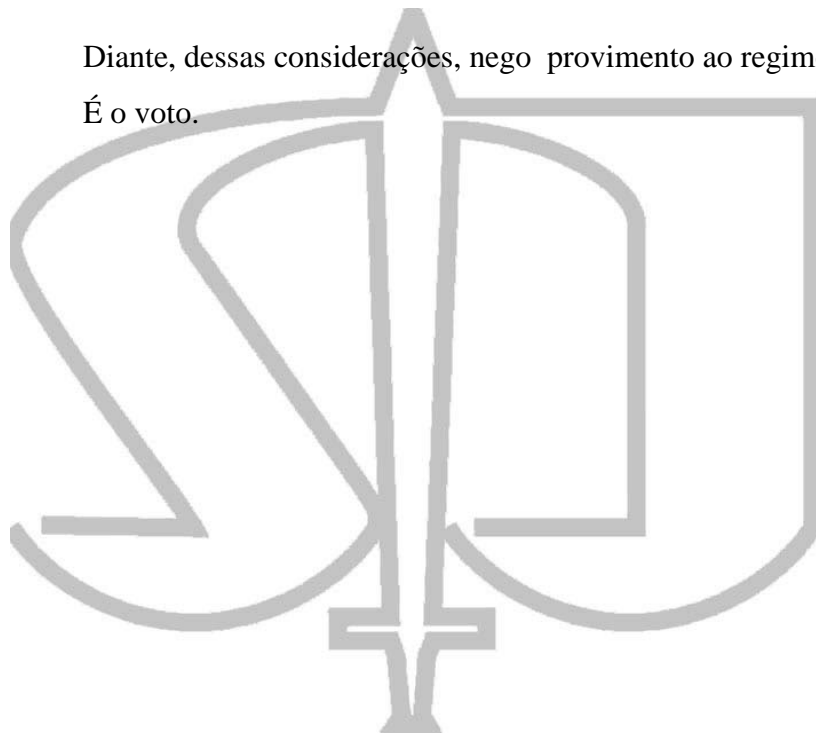 Diante, dessas considerações, nego provimento ao regim
É o voto.